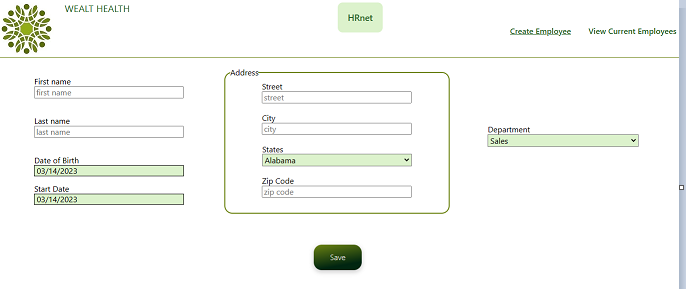 WEALT HEALTH
HRnet
Create Employee
View Current Employees
First name
first name
Last name
last name
Date of Birth
03/14/2023
Start Date
03/14/2023
Address
Street
street
City
city
States
Alabama
Zip Code
zip code
Department
Sales
Save